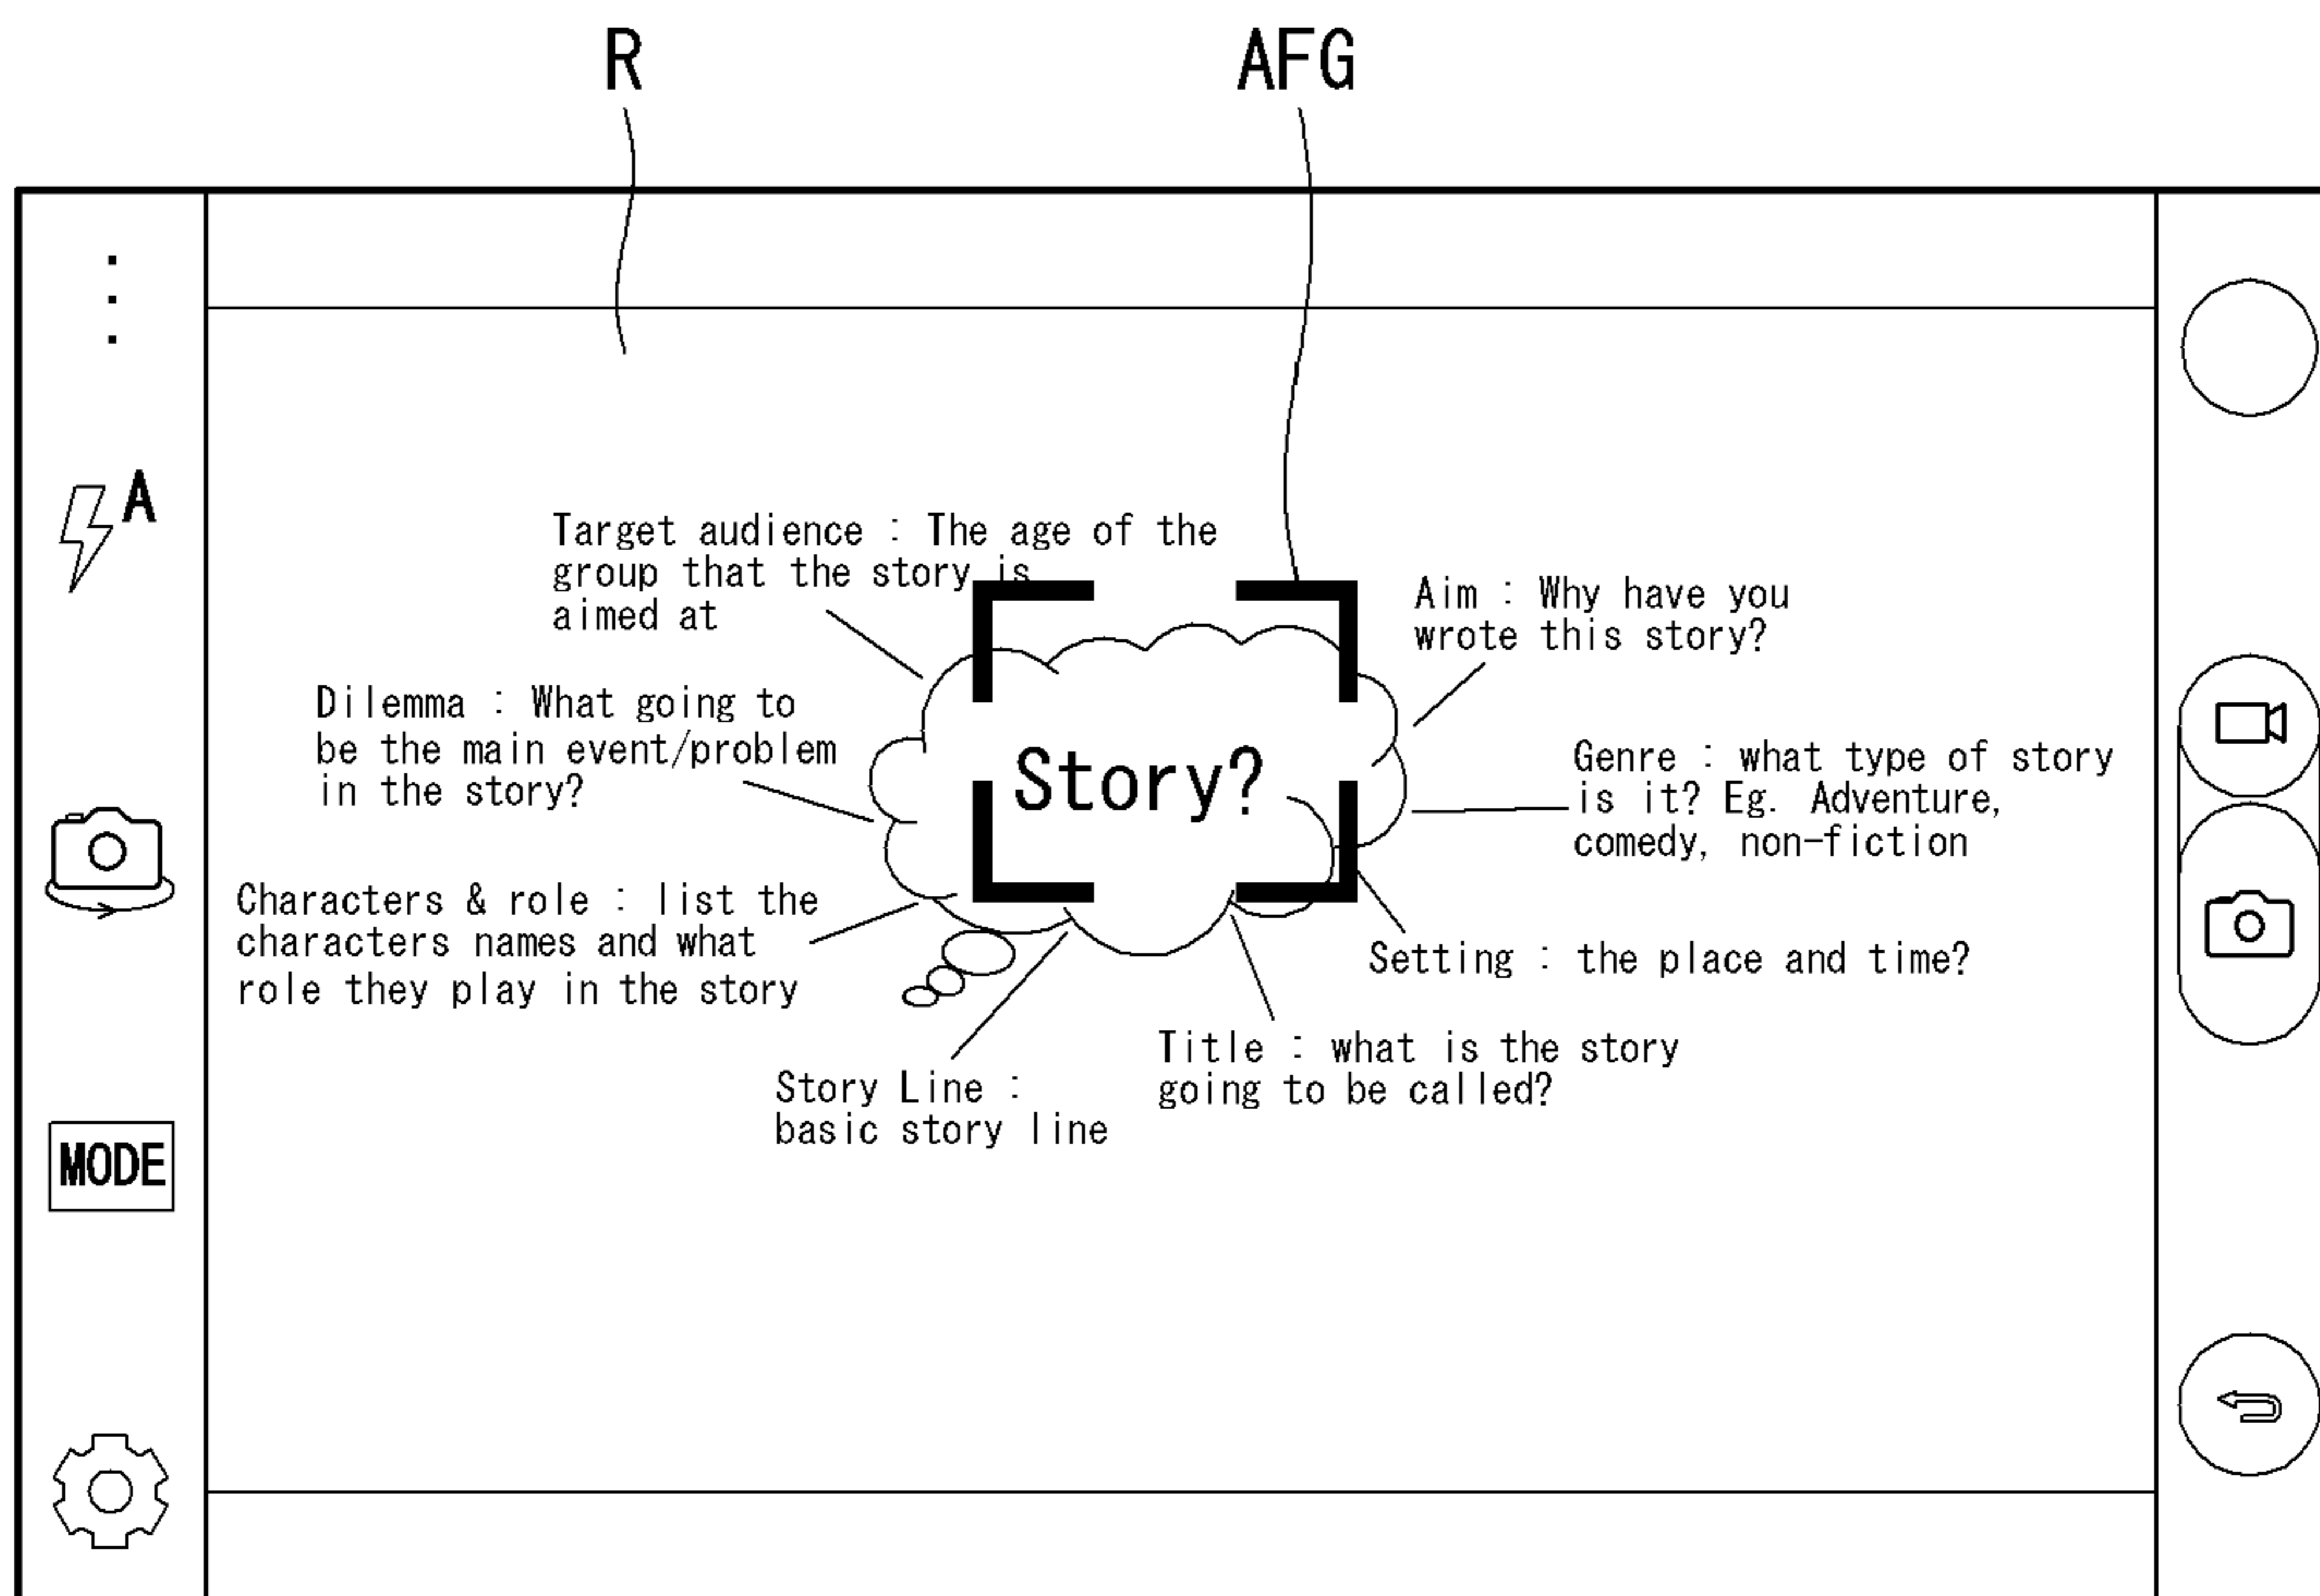 R
AFG
A
Target audience : The age of the
group that the story is
aimed at
Aim : Why have you
wrote this story?
Dilemma : What going to
be the main event/problem
in the story?
Story?
Genre : what type of story
is it? Eg. Adventure,
comedy, non-fiction
Characters & role : list the
characters names and what
role they play in the story
Setting : the place and time?
Title : what is the story
going to be called?
Story Line :
basic story line
MODE